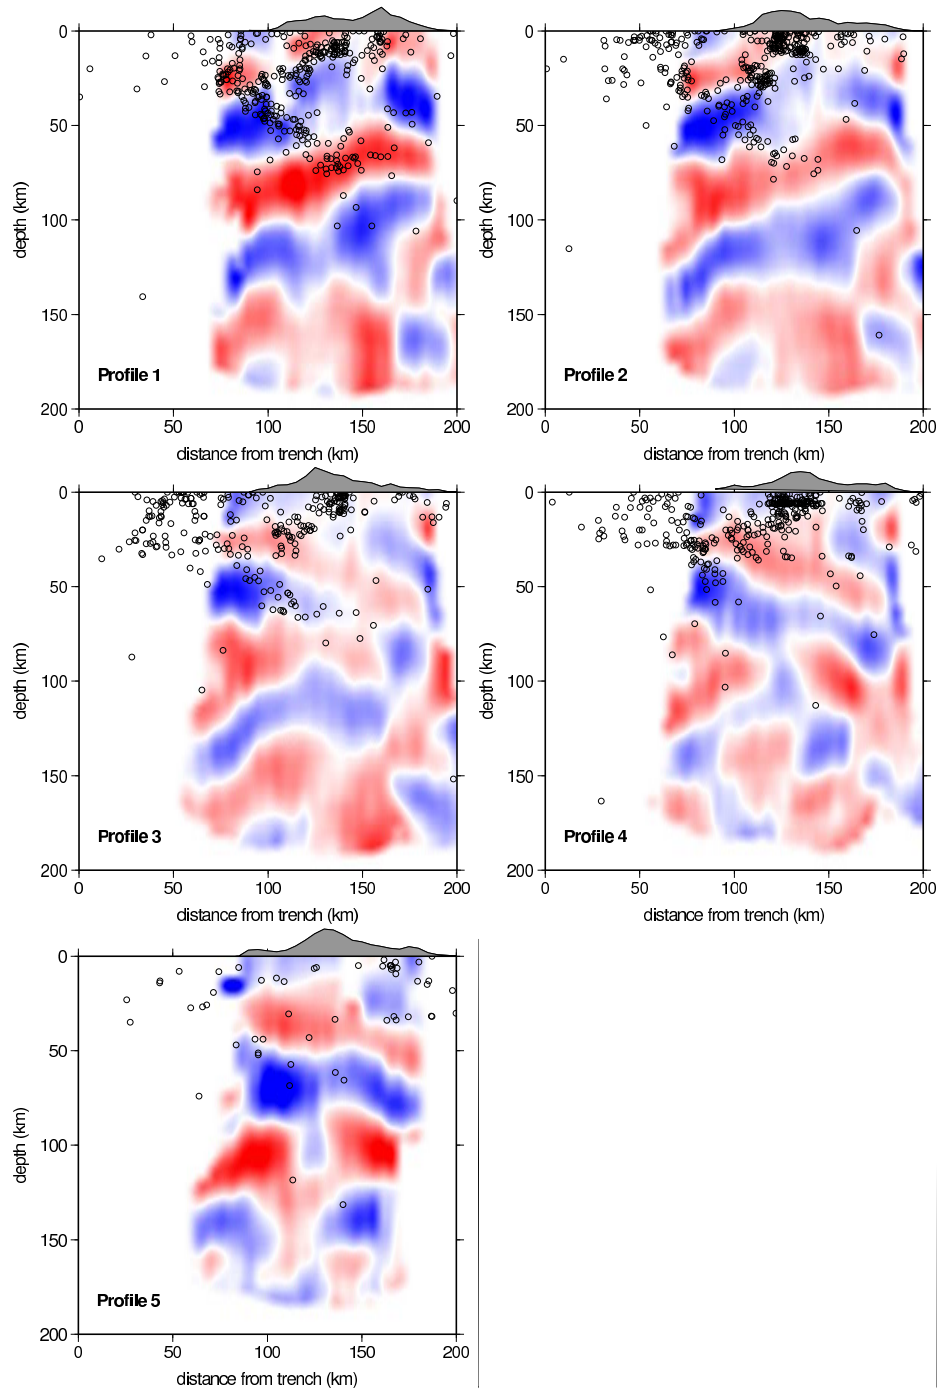 0
50
100
150
200
depth (km)
Profile 1
0 50 100 150 200
distance from trench (km)
0
50
100
150
200
depth (km)
Profile 2
0 50 100 150 200
distance from trench (km)
0
50
100
150
200
depth (km)
Profile 3
0 50 100 150 200
distance from trench (km)
0
50
100
150
200
depth (km)
Profile 4
0 50 100 150 200
distance from trench (km)
0
50
100
150
200
depth (km)
Profile 5
0 50 100 150 200
distance from trench (km)